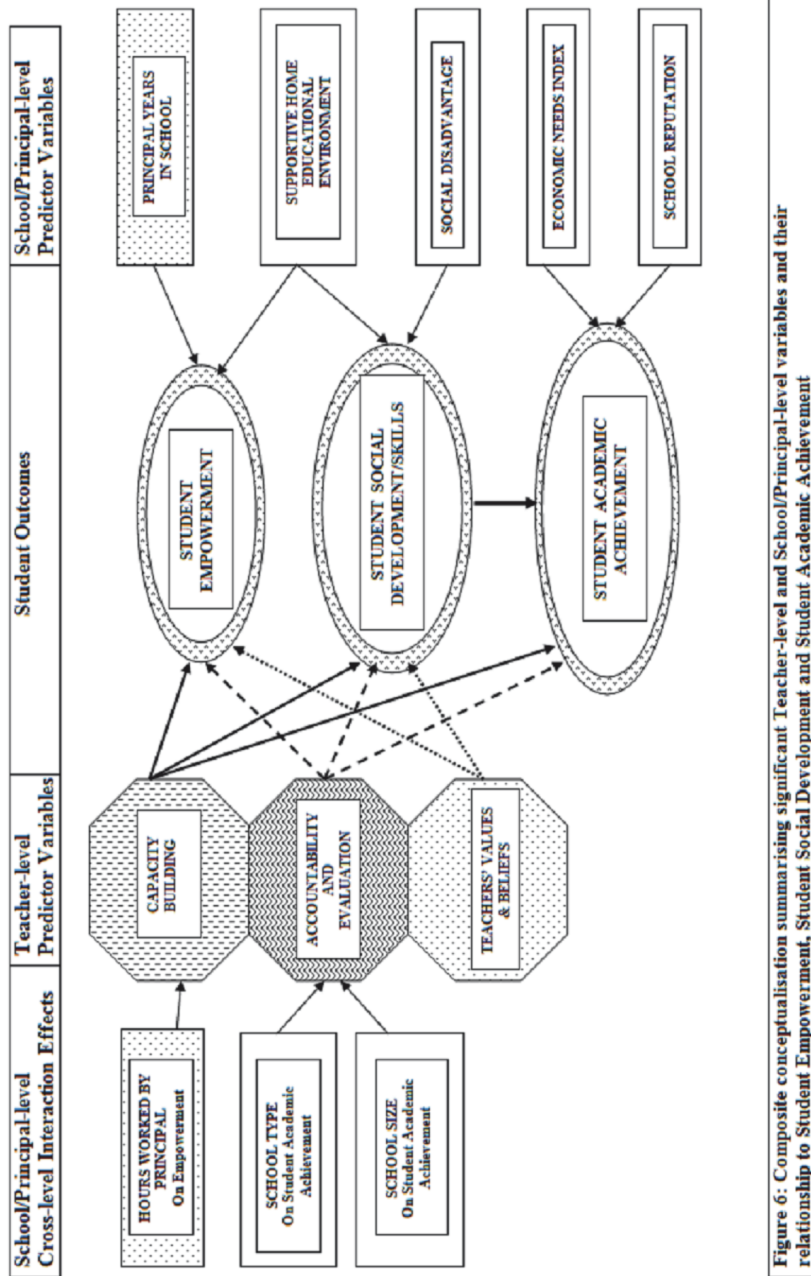 School/Principal-level
Cross-level Interaction Effects
Teacher-level
Predictor Variables
Student Outcomes
School/Principal-level
Predictor Variables
HOURS WORKED BY
PRINCIPAL
On Empowerment
SCHOOL TYPE
On Student Academic
Achievement
SCHOOL SIZE
On Student Academic
Achievement
CAPACITY
BUILDING
ACCOUNTABILITY
AND
EVALUATION
TEACHERS' VALUES
& BELIEFS
STUDENT
EMPOWERMENT
STUDENT SOCIAL
DEVELOPMENT/SKILLS
STUDENT ACADEMIC
ACHIEVEMENT
PRINCIPAL YEARS
IN SCHOOL
SUPPORTIVE HOME
EDUCATIONAL
ENVIRONMENT
SOCIAL DISADVANTAGE
ECONOMIC NEEDS INDEX
SCHOOL REPUTATION
Figure 6: Composite conceptualisation summarising significant Teacher-level and School/Principal-level variables and their
relationship to Student Empowerment, Student Social Development and Student Academic Achievement